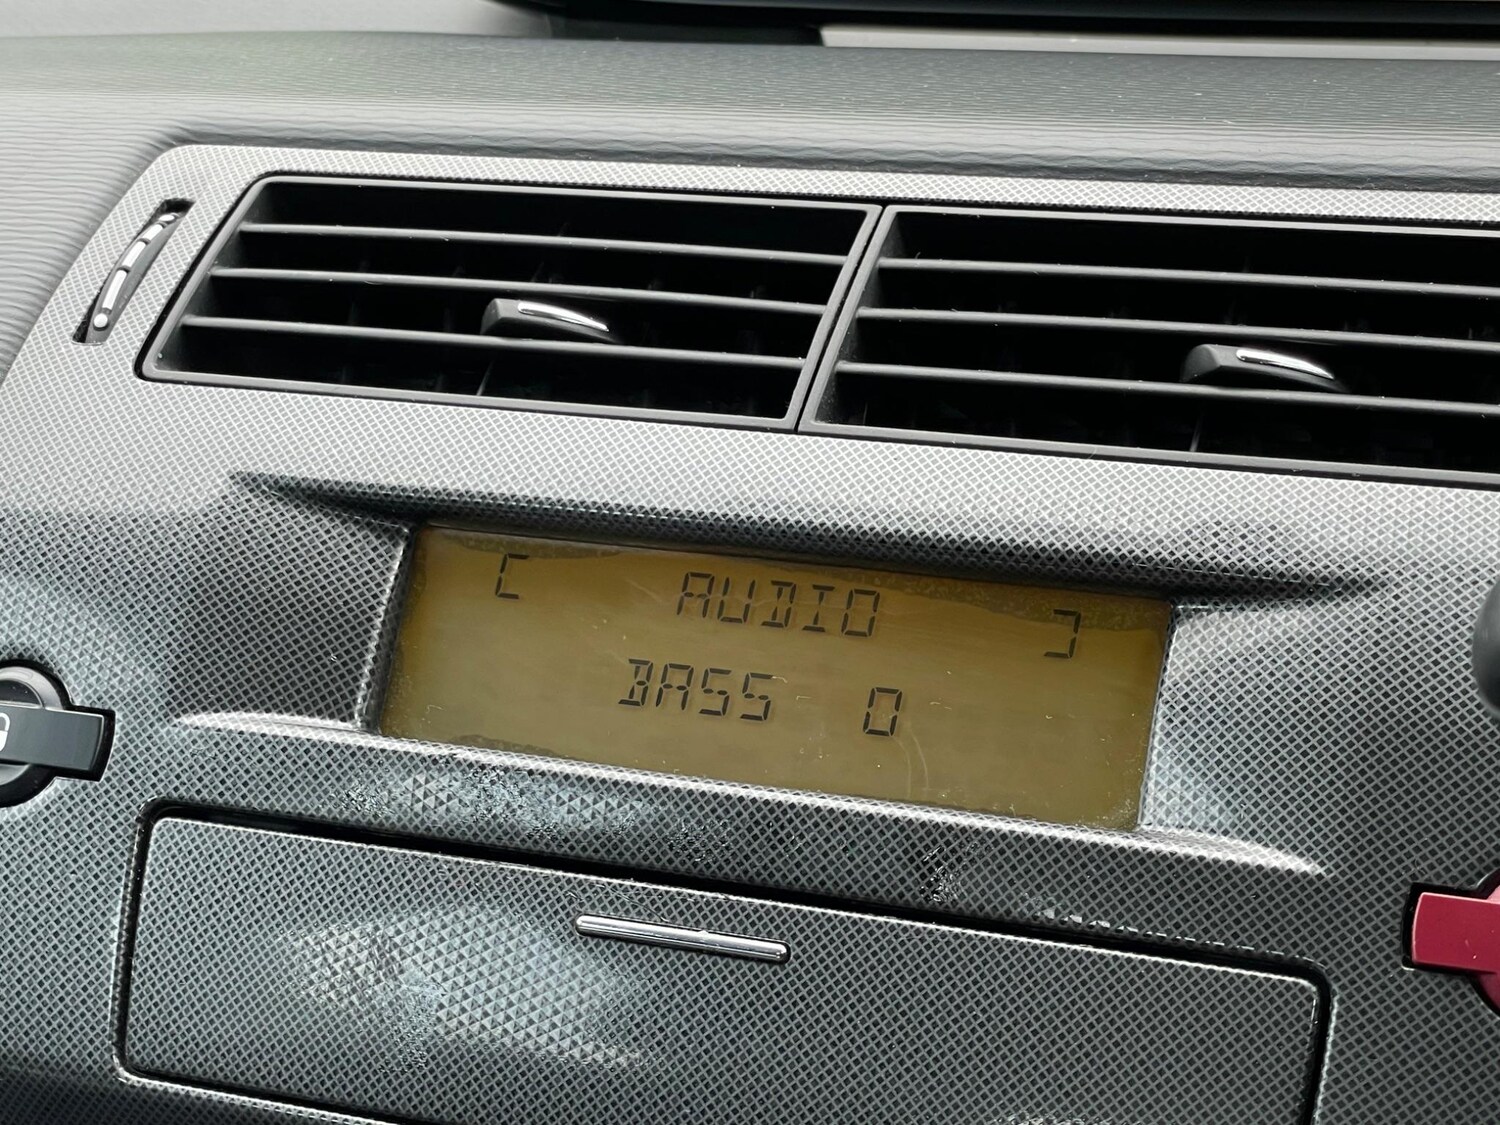 [ AUDIO ]
BASS 0